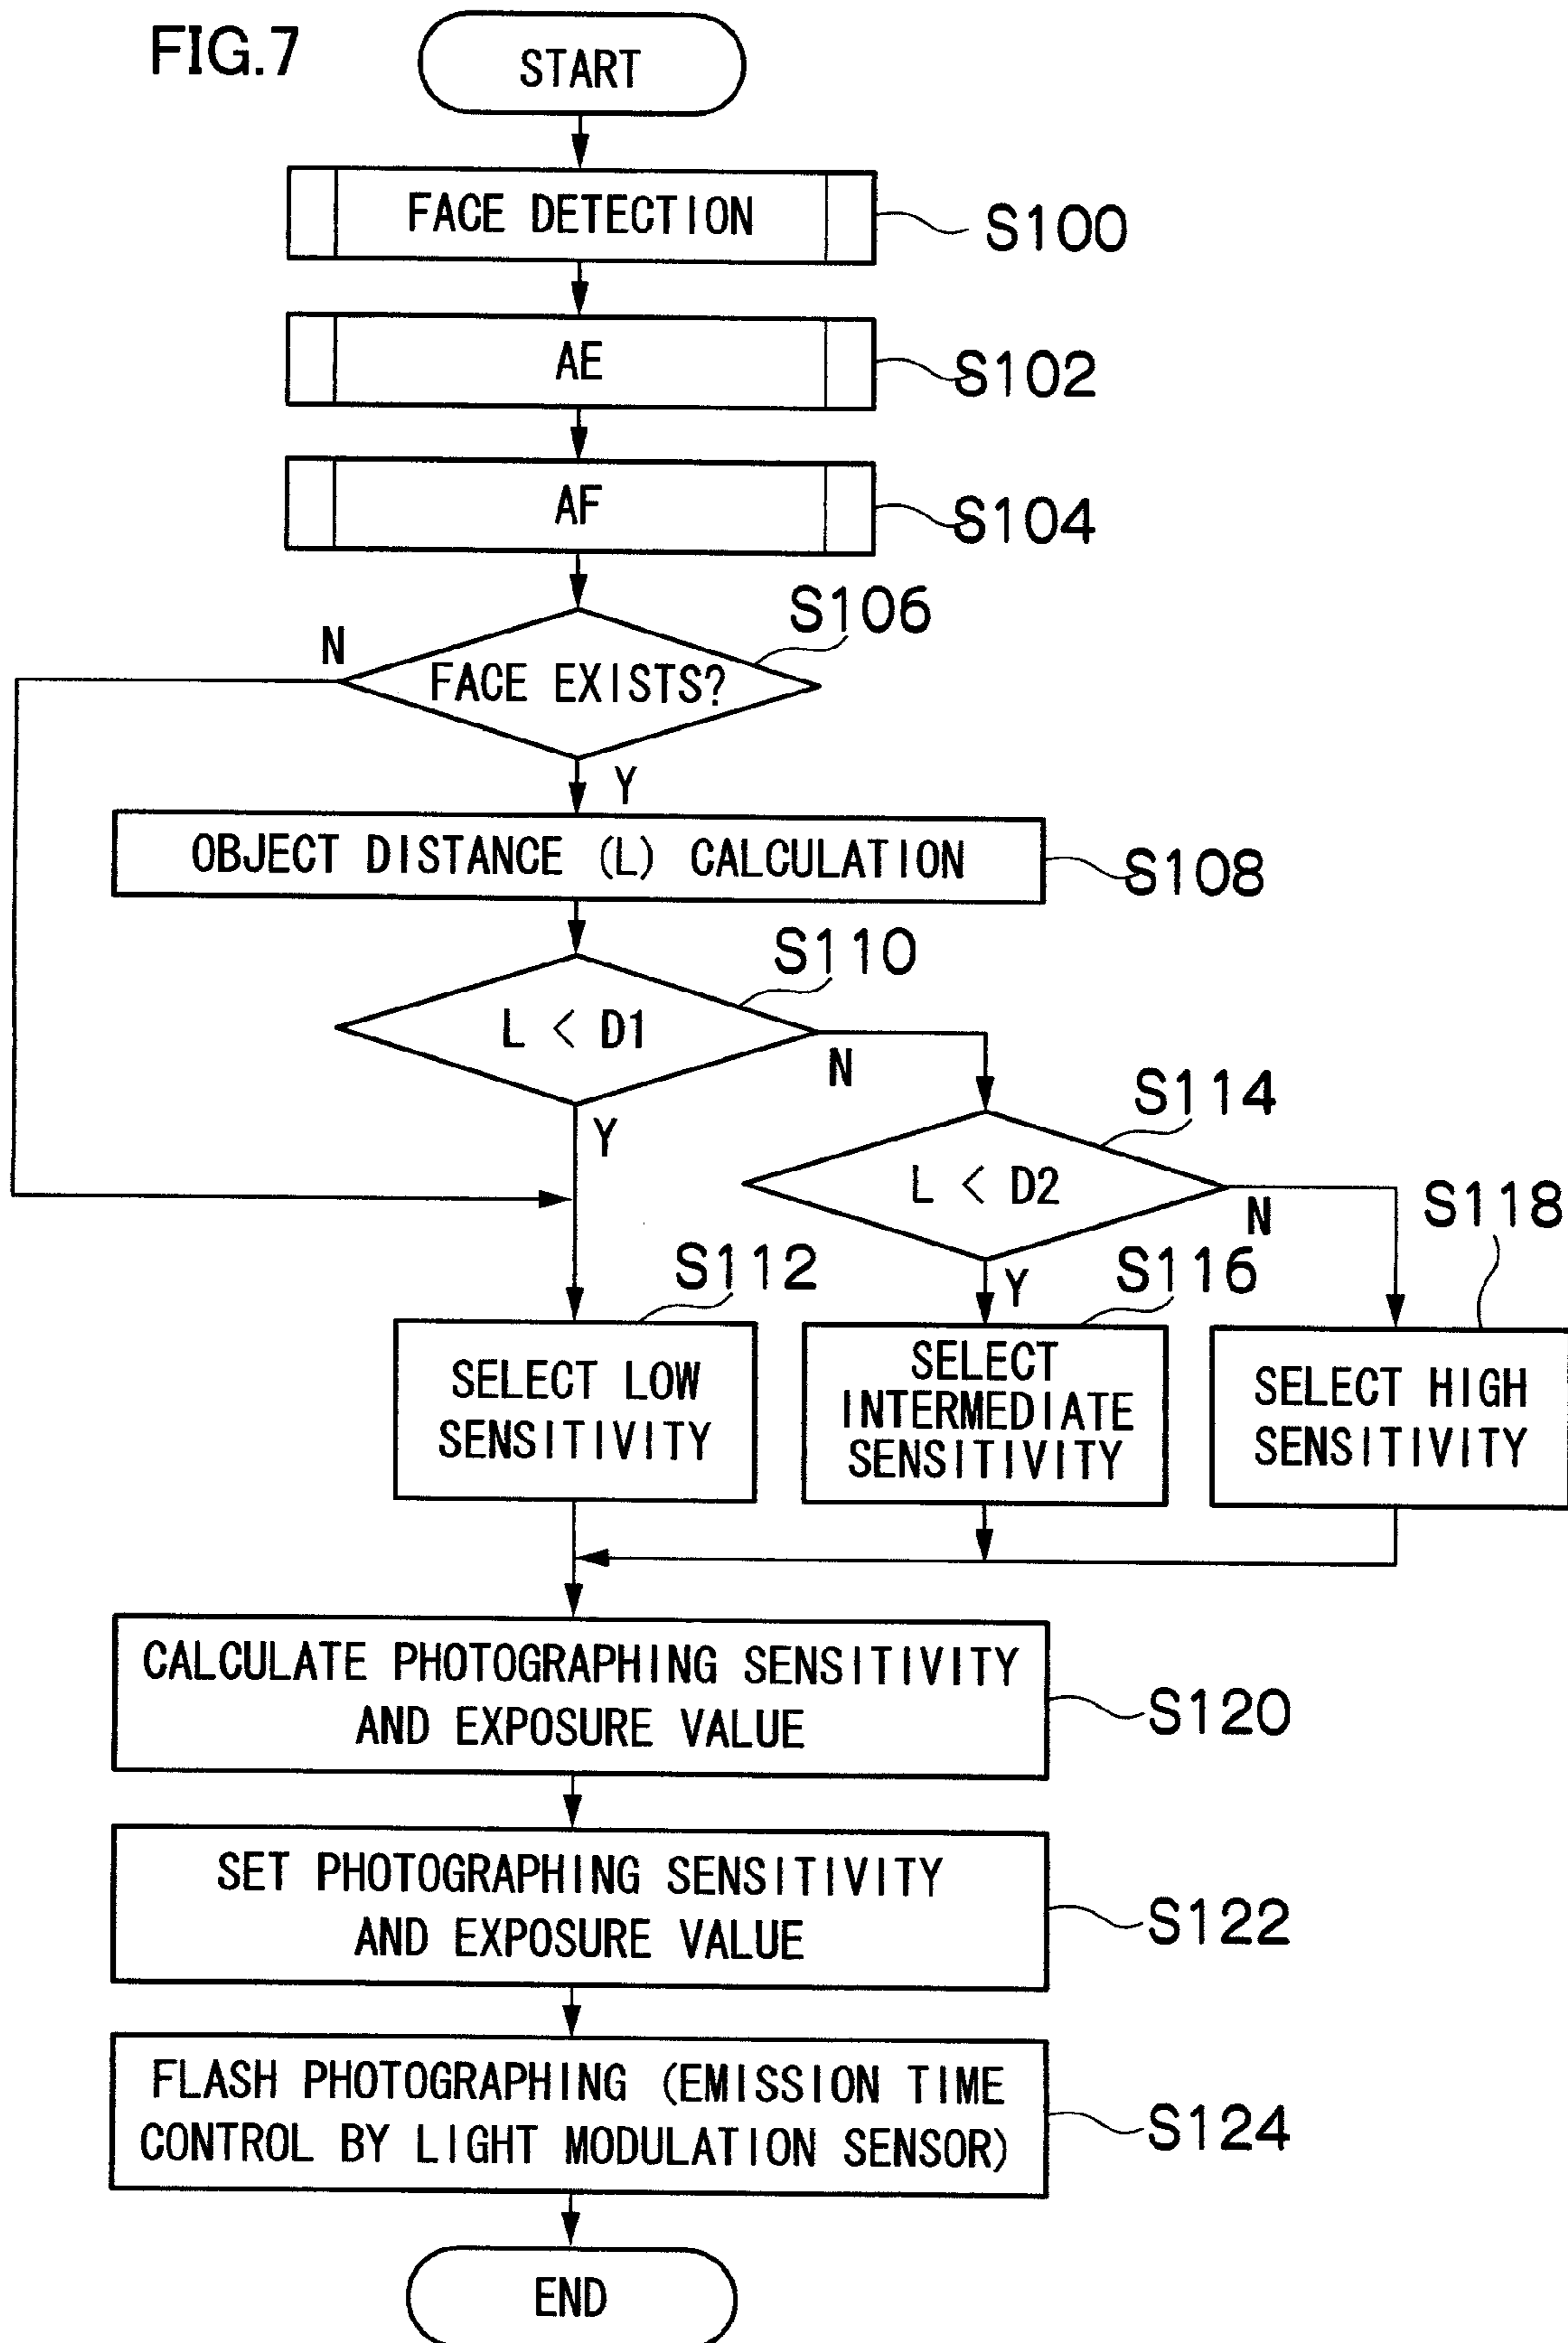 FIG.7
START
FACE DETECTION
S100
AE
S102
AF
S104
S106
N
FACE EXISTS?
Y
OBJECT DISTANCE (L) CALCULATION
S108
S110
L < D1
N
Y
S114
L < D2
N
Y
S112
SELECT LOW
SENSITIVITY
S116
SELECT
INTERMEDIATE
SENSITIVITY
S118
SELECT HIGH
SENSITIVITY
CALCULATE PHOTOGRAPHING SENSITIVITY
AND EXPOSURE VALUE
S120
SET PHOTOGRAPHING SENSITIVITY
AND EXPOSURE VALUE
S122
FLASH PHOTOGRAPHING (EMISSION TIME
CONTROL BY LIGHT MODULATION SENSOR)
S124
END